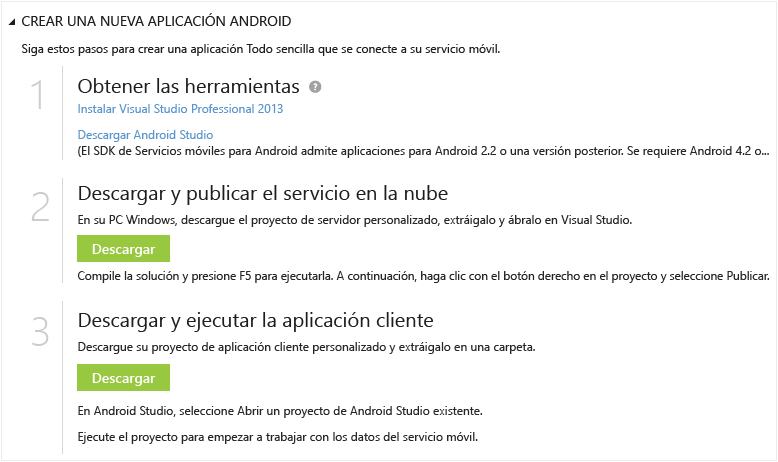 CREAR UNA NUEVA APLICACIÓN ANDROID
Siga estos pasos para crear una aplicación Todo sencilla que se conecte a su servicio móvil.
1
Obtener las herramientas ?
Instalar Visual Studio Professional 2013
Descargar Android Studio
(El SDK de Servicios móviles para Android admite aplicaciones para Android 2.2 o una versión posterior. Se requiere Android 4.2 o...
2
Descargar y publicar el servicio en la nube
En su PC Windows, descargue el proyecto de servidor personalizado, extráigalo y ábralo en Visual Studio.
Descargar
Compile la solución y presione F5 para ejecutarla. A continuación, haga clic con el botón derecho en el proyecto y seleccione Publicar.
3
Descargar y ejecutar la aplicación cliente
Descargue su proyecto de aplicación cliente personalizado y extráigalo en una carpeta.
Descargar
En Android Studio, seleccione Abrir un proyecto de Android Studio existente.
Ejecute el proyecto para empezar a trabajar con los datos del servicio móvil.